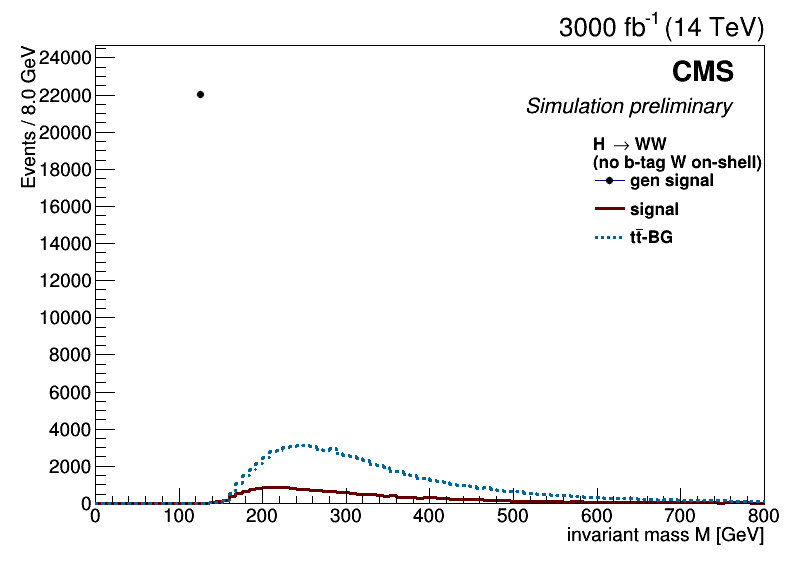 3000 fb⁻¹ (14 TeV)
Events / 8.0 GeV
24000
22000
20000
18000
16000
14000
12000
10000
8000
6000
4000
2000
0
CMS
Simulation preliminary
H → WW
(no b-tag W on-shell)
gen signal
signal
tt̄-BG
0 100 200 300 400 500 600 700 800
invariant mass M [GeV]